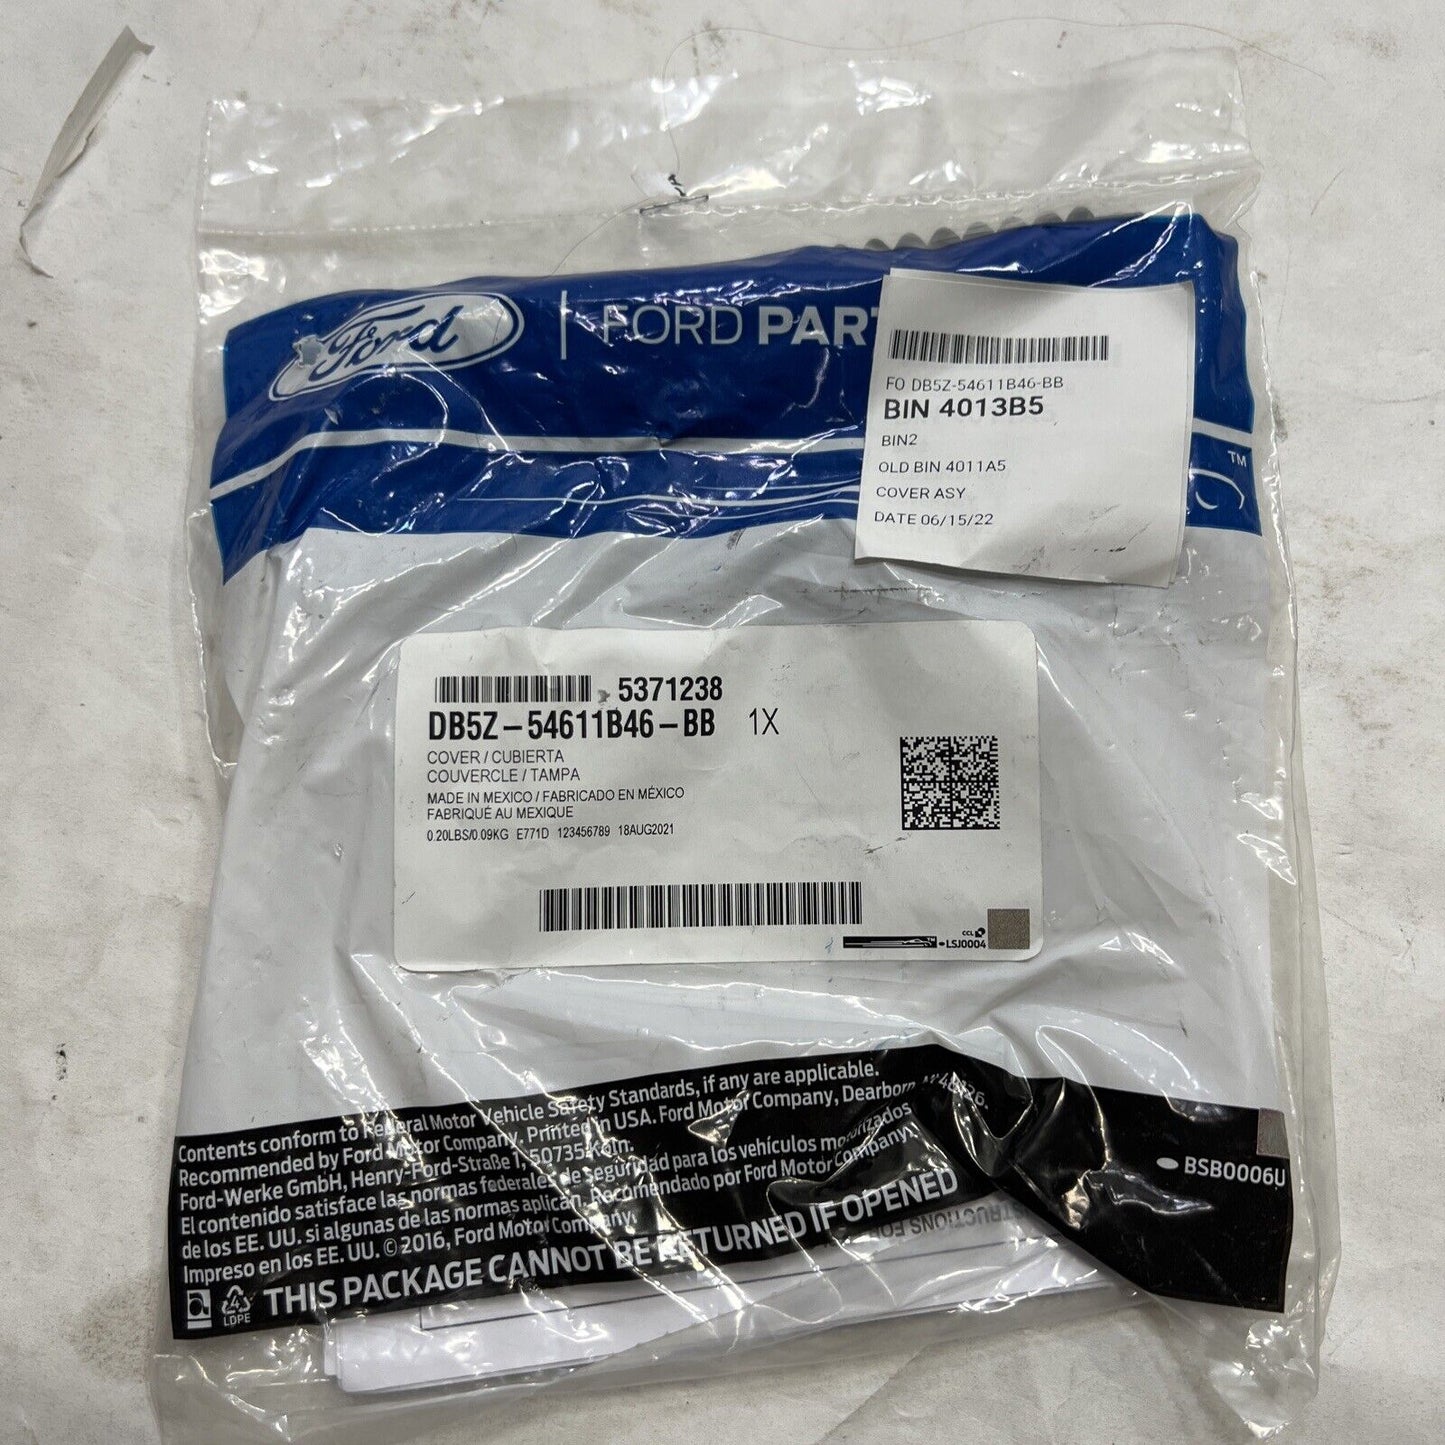 Ford
FORD PART
FO DB5Z-54611B46-BB
BIN 4013B5
BIN2
OLD BIN 4011A5
COVER ASY
DATE 06/15/22
TM
5371238
DB5Z-54611B46-BB 1X
COVER / CUBIERTA
COUVERCLE / TAMPA
MADE IN MEXICO / FABRICADO EN MÉXICO
FABRIQUÉ AU MEXIQUE
0.20LBS/0.09KG E771D 123456789 18AUG2021
CCL
LSJ0004
Contents conform to Federal Motor Vehicle Safety Standards, if any are applicable.
Recommended by Ford Motor Company, Printed in USA. Ford Motor Company, Dearborn, MI 48126.
Ford-Werke GmbH, Henry-Ford-Straße 1, 50735 Köln.
El contenido satisface las normas federales de seguridad para los vehículos motorizados
de los EE. UU. si algunas de las normas aplican. Recomendado por Ford Motor Company.
Impreso en los EE. UU. © 2016, Ford Motor Company.
THIS PACKAGE CANNOT BE RETURNED IF OPENED
4
LDPE
BSB0006U